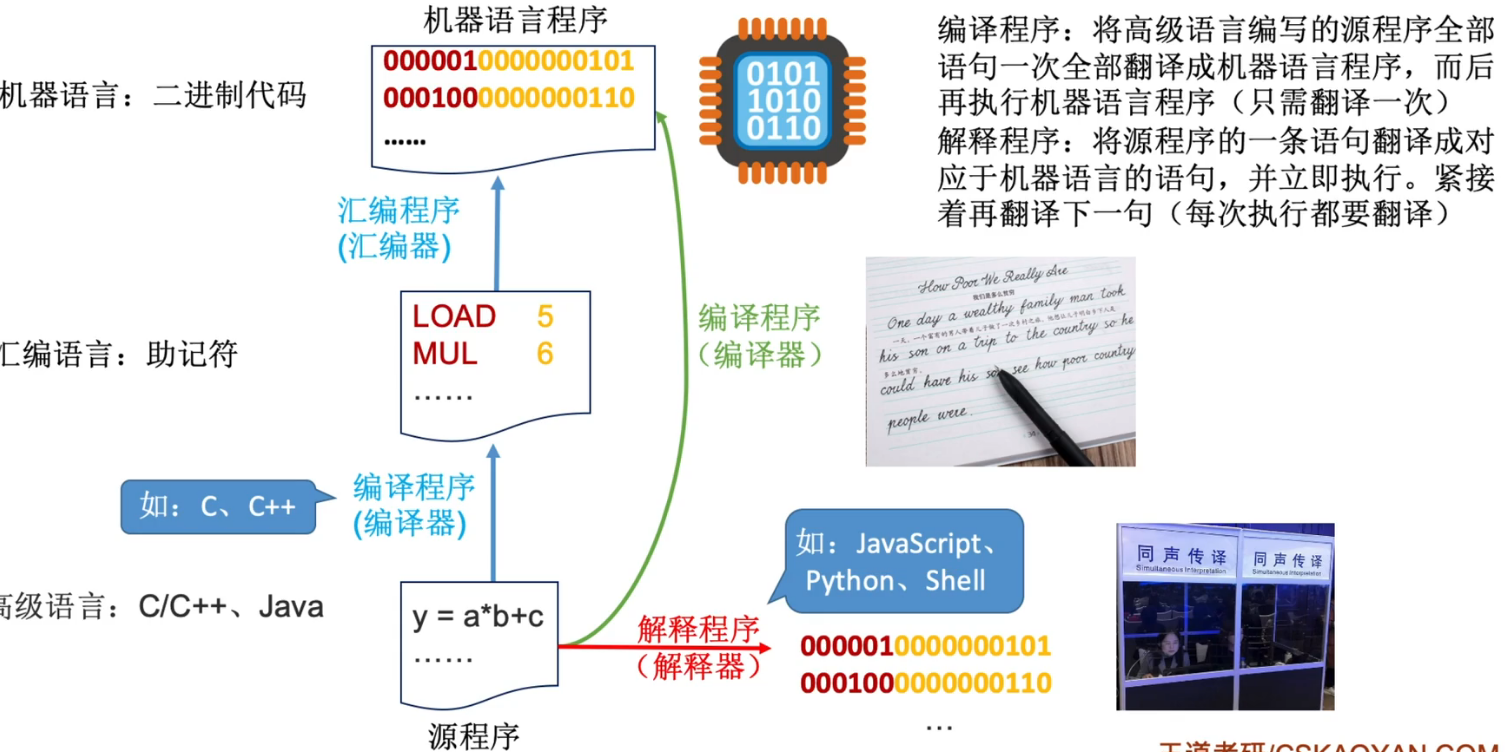 机器语言程序
0000010000000101
0001000000000110
......
机器语言：二进制代码
0101
1010
0110
编译程序：将高级语言编写的源程序全部
语句一次全部翻译成机器语言程序，而后
再执行机器语言程序（只需翻译一次）
解释程序：将源程序的一条语句翻译成对
应于机器语言的语句，并立即执行。紧接
着再翻译下一句（每次执行都要翻译）
汇编程序
(汇编器)
LOAD 5
MUL 6
......
汇编语言：助记符
编译程序
（编译器）
How Poor We Really Are
我们是多么贫穷
One day a wealthy family man took
his son on a trip to the country so he
could have his son see how poor country
people were.
如：C、C++
编译程序
(编译器)
高级语言：C/C++、Java
y = a*b+c
......
源程序
解释程序
（解释器）
如：JavaScript、
Python、Shell
0000010000000101
0001000000000110
...
同声传译
Simultaneous Interpretation
同声传译
Simultaneous Interpretation
王道考研/CSKAOYAN.COM